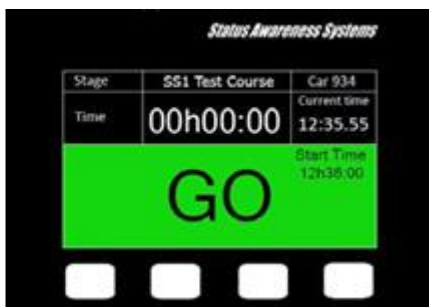 Status Awareness Systems
Stage SS1 Test Course Car 934
Time 00h00:00 Current time
12:35.55
GO Start Time
12h36:00